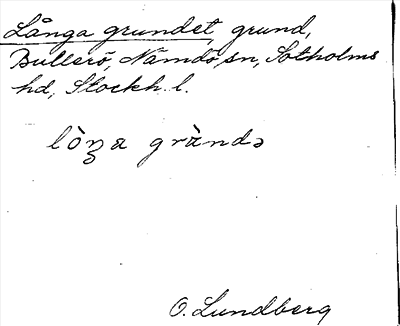 Långa grundet, grund,
Bullerö, Nämdö sn, Sotholms
hd, Stockh. l.
lòŋa gràndə
O. Lundberg